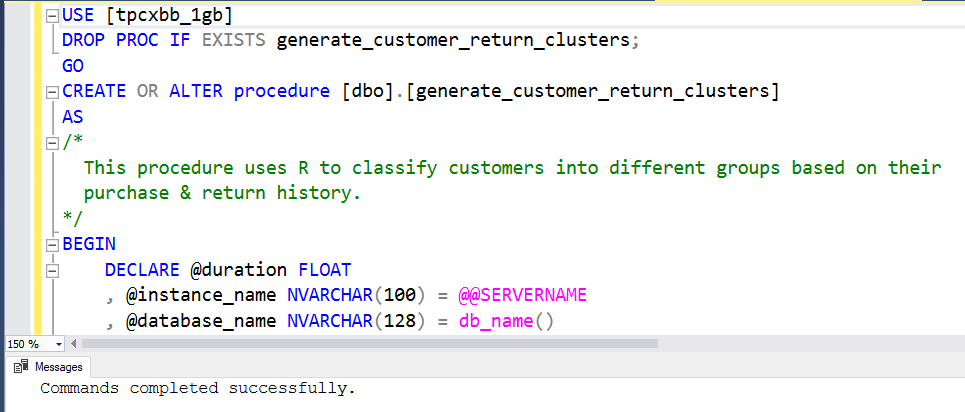 USE [tpcxbb_1gb]
DROP PROC IF EXISTS generate_customer_return_clusters;
GO
CREATE OR ALTER procedure [dbo].[generate_customer_return_clusters]
AS
/*
This procedure uses R to classify customers into different groups based on their
purchase & return history.
*/
BEGIN
DECLARE @duration FLOAT
, @instance_name NVARCHAR(100) = @@SERVERNAME
, @database_name NVARCHAR(128) = db_name()
150 %
Messages
Commands completed successfully.